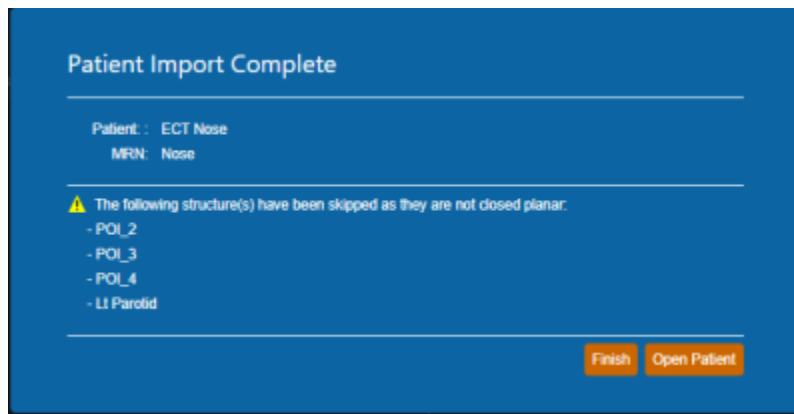 Patient Import Complete
Patient: : ECT Nose
MRN: Nose
The following structure(s) have been skipped as they are not closed planar:
- POI_2
- POI_3
- POI_4
- Lt Parotid
Finish Open Patient